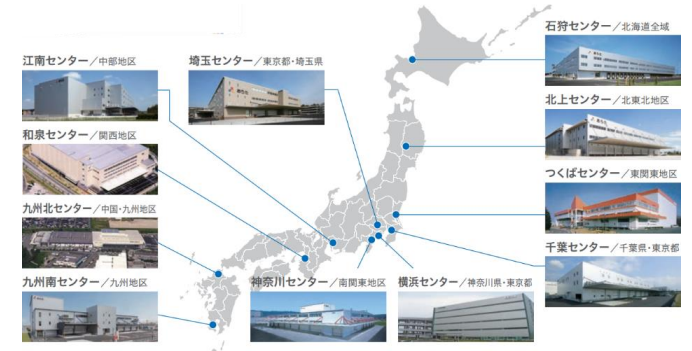 石狩センター／北海道全域
江南センター／中部地区
埼玉センター／東京都・埼玉県
北上センター／北東北地区
和泉センター／関西地区
つくばセンター／東関東地区
九州北センター／中国・九州地区
千葉センター／千葉県・東京都
九州南センター／九州地区
神奈川センター／南関東地区
横浜センター／神奈川県・東京都